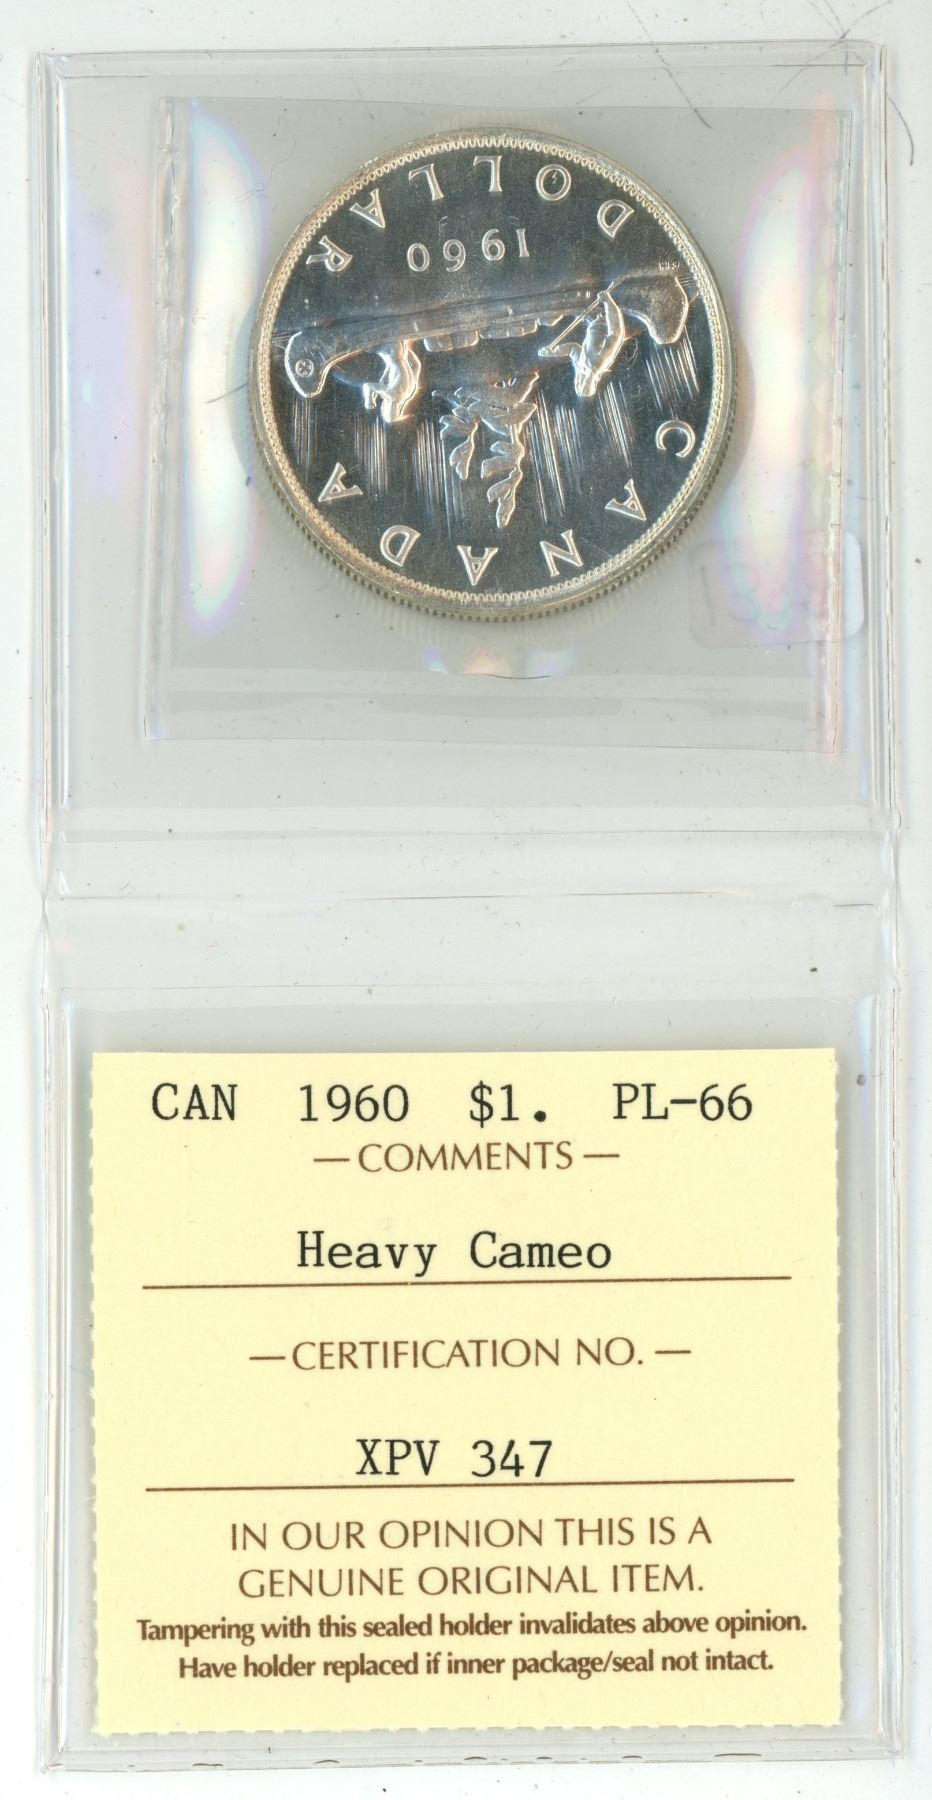 DOLLAR
1960
CANADA
CAN 1960 $1. PL-66
— COMMENTS —
Heavy Cameo
— CERTIFICATION NO. —
XPV 347
IN OUR OPINION THIS IS A
GENUINE ORIGINAL ITEM.
Tampering with this sealed holder invalidates above opinion.
Have holder replaced if inner package/seal not intact.